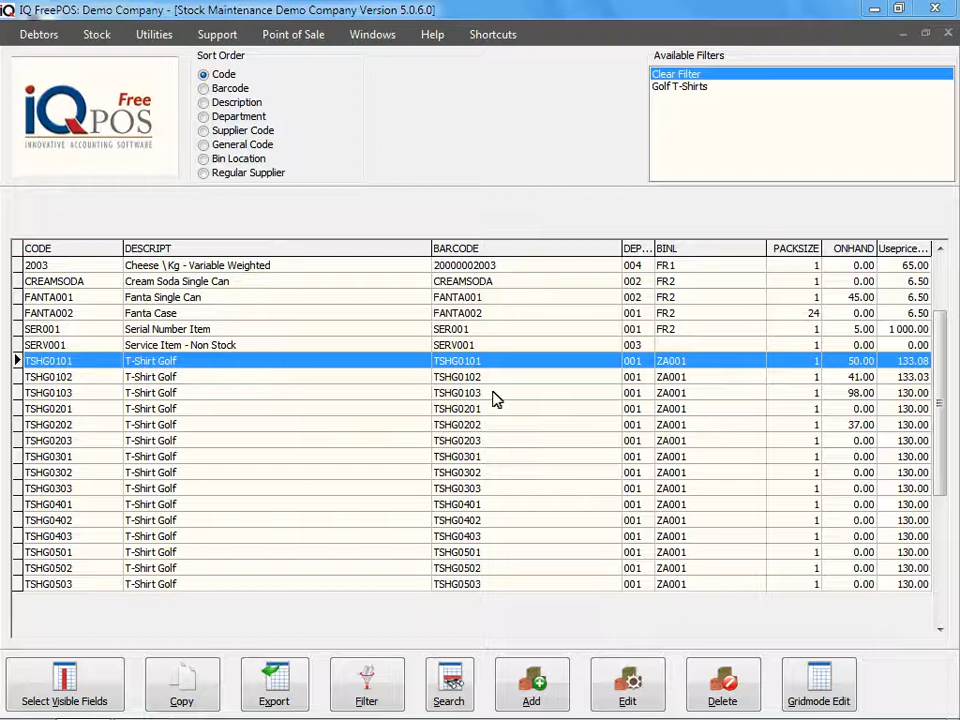 IQ FreePOS: Demo Company - [Stock Maintenance Demo Company Version 5.0.6.0]
Debtors Stock Utilities Support Point of Sale Windows Help Shortcuts
Sort Order
Code
Barcode
Description
Department
Supplier Code
General Code
Bin Location
Regular Supplier
Available Filters
Clear Filter
Golf T-Shirts
iQ Free POS
INNOVATIVE ACCOUNTING SOFTWARE
CODE DESCRIPT BARCODE DEP... BINL PACKSIZE ONHAND Useprice...
2003 Cheese \ Kg - Variable Weighted 20000002003 004 FR1 1 0.00 65.00
CREAMSODA Cream Soda Single Can CREAMSODA 002 FR2 1 0.00 6.50
FANTA001 Fanta Single Can FANTA001 002 FR2 1 45.00 6.50
FANTA002 Fanta Case FANTA002 001 FR2 24 0.00 6.50
SER001 Serial Number Item SER001 001 FR2 1 5.00 1 000.00
SERV001 Service Item - Non Stock SERV001 003 1 0.00 0.00
TSHG0101 T-Shirt Golf TSHG0101 001 ZA001 1 50.00 133.08
TSHG0102 T-Shirt Golf TSHG0102 001 ZA001 1 41.00 133.03
TSHG0103 T-Shirt Golf TSHG0103 001 ZA001 1 98.00 130.00
TSHG0201 T-Shirt Golf TSHG0201 001 ZA001 1 0.00 130.00
TSHG0202 T-Shirt Golf TSHG0202 001 ZA001 1 37.00 130.00
TSHG0203 T-Shirt Golf TSHG0203 001 ZA001 1 0.00 130.00
TSHG0301 T-Shirt Golf TSHG0301 001 ZA001 1 0.00 130.00
TSHG0302 T-Shirt Golf TSHG0302 001 ZA001 1 0.00 130.00
TSHG0303 T-Shirt Golf TSHG0303 001 ZA001 1 0.00 130.00
TSHG0401 T-Shirt Golf TSHG0401 001 ZA001 1 0.00 130.00
TSHG0402 T-Shirt Golf TSHG0402 001 ZA001 1 0.00 130.00
TSHG0403 T-Shirt Golf TSHG0403 001 ZA001 1 0.00 130.00
TSHG0501 T-Shirt Golf TSHG0501 001 ZA001 1 0.00 130.00
TSHG0502 T-Shirt Golf TSHG0502 001 ZA001 1 0.00 130.00
TSHG0503 T-Shirt Golf TSHG0503 001 ZA001 1 0.00 130.00
Select Visible Fields Copy Export Filter Search Add Edit Delete Gridmode Edit